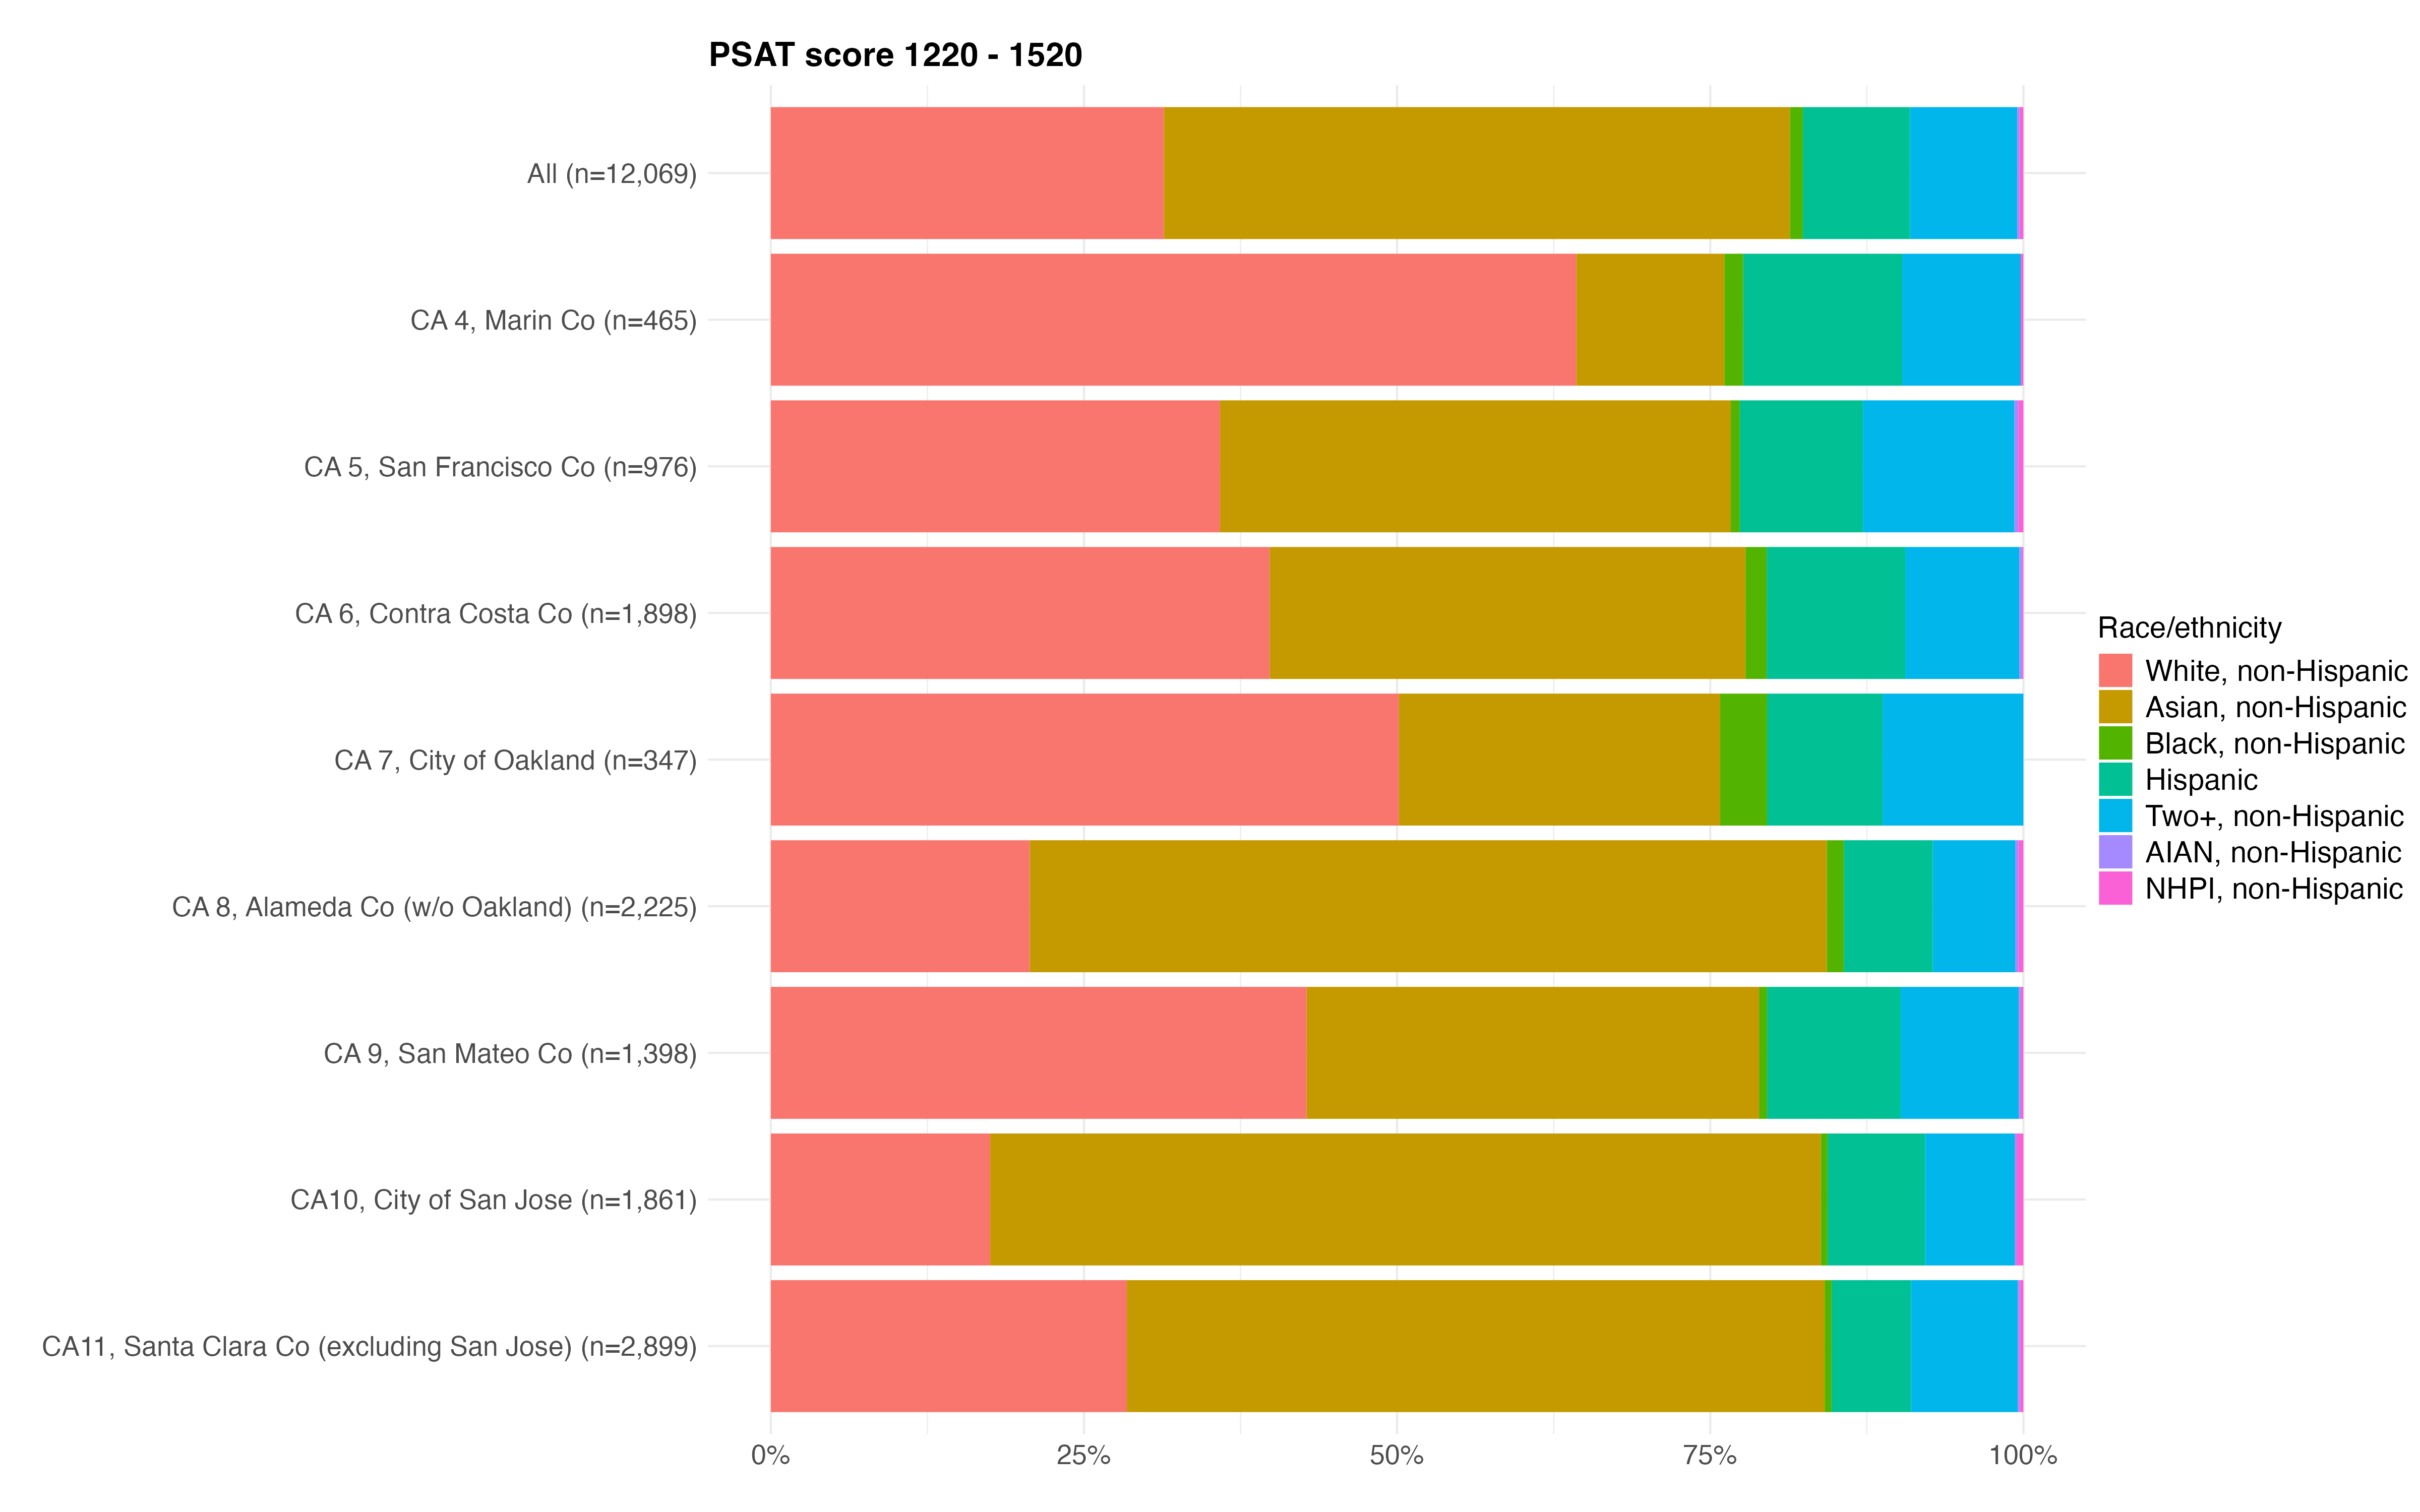 PSAT score 1220 - 1520
All (n=12,069)
CA 4, Marin Co (n=465)
CA 5, San Francisco Co (n=976)
CA 6, Contra Costa Co (n=1,898)
CA 7, City of Oakland (n=347)
CA 8, Alameda Co (w/o Oakland) (n=2,225)
CA 9, San Mateo Co (n=1,398)
CA10, City of San Jose (n=1,861)
CA11, Santa Clara Co (excluding San Jose) (n=2,899)
0% 25% 50% 75% 100%
Race/ethnicity
White, non-Hispanic
Asian, non-Hispanic
Black, non-Hispanic
Hispanic
Two+, non-Hispanic
AIAN, non-Hispanic
NHPI, non-Hispanic